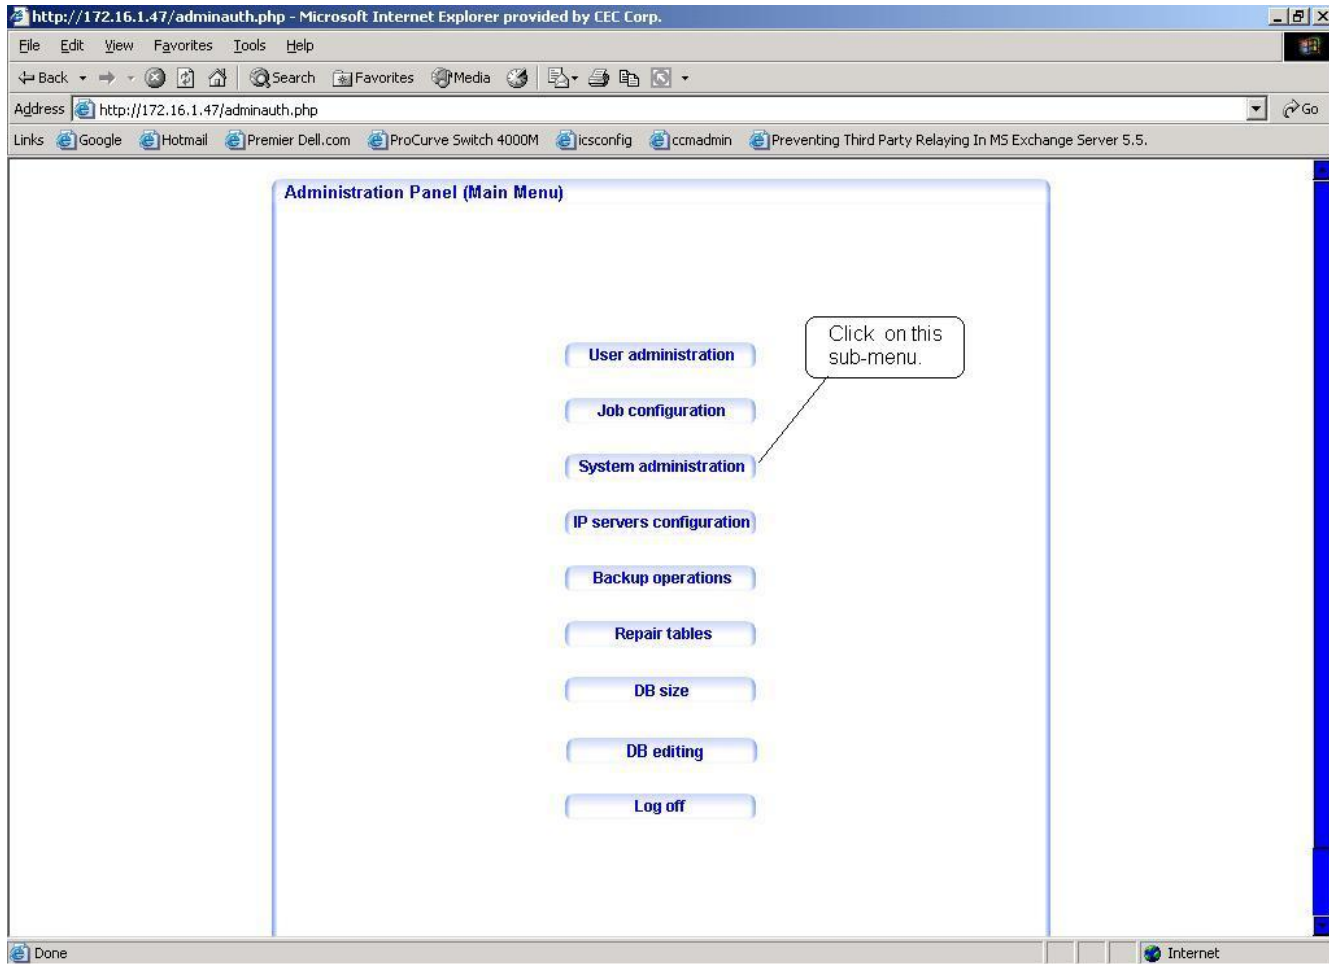 http://172.16.1.47/adminauth.php - Microsoft Internet Explorer provided by CEC Corp.
File Edit View Favorites Tools Help
Back Search Favorites Media
Address http://172.16.1.47/adminauth.php Go
Links Google Hotmail Premier Dell.com ProCurve Switch 4000M icsconfig ccmadmin Preventing Third Party Relaying In MS Exchange Server 5.5.
Administration Panel (Main Menu)
Click on this
sub-menu.
User administration
Job configuration
System administration
IP servers configuration
Backup operations
Repair tables
DB size
DB editing
Log off
Done Internet